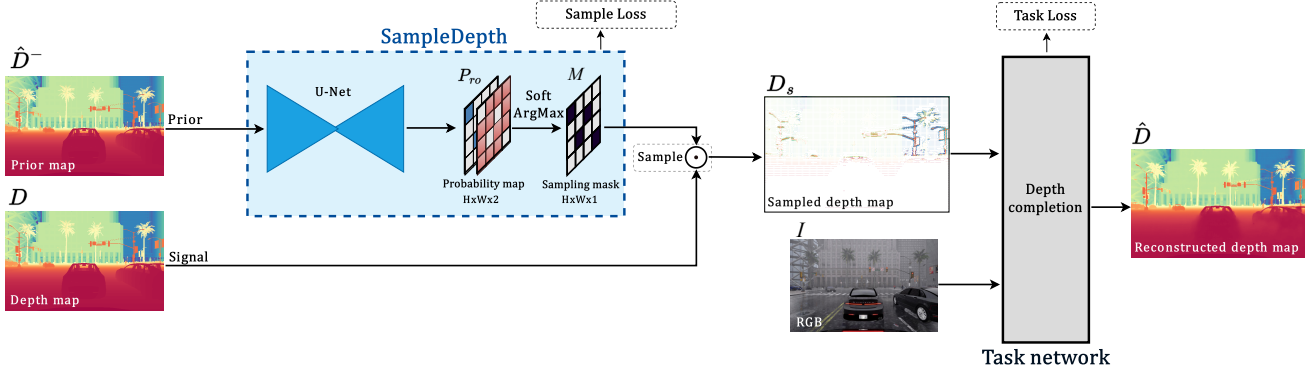 Sample Loss
Task Loss
SampleDepth
D̂⁻
Prior map
Prior
U-Net
P_ro
Soft
ArgMax
M
Probability map
HxWx2
Sampling mask
HxWx1
Sample
D_s
Sampled depth map
D
Depth map
Signal
I
RGB
Depth
completion
Task network
D̂
Reconstructed depth map